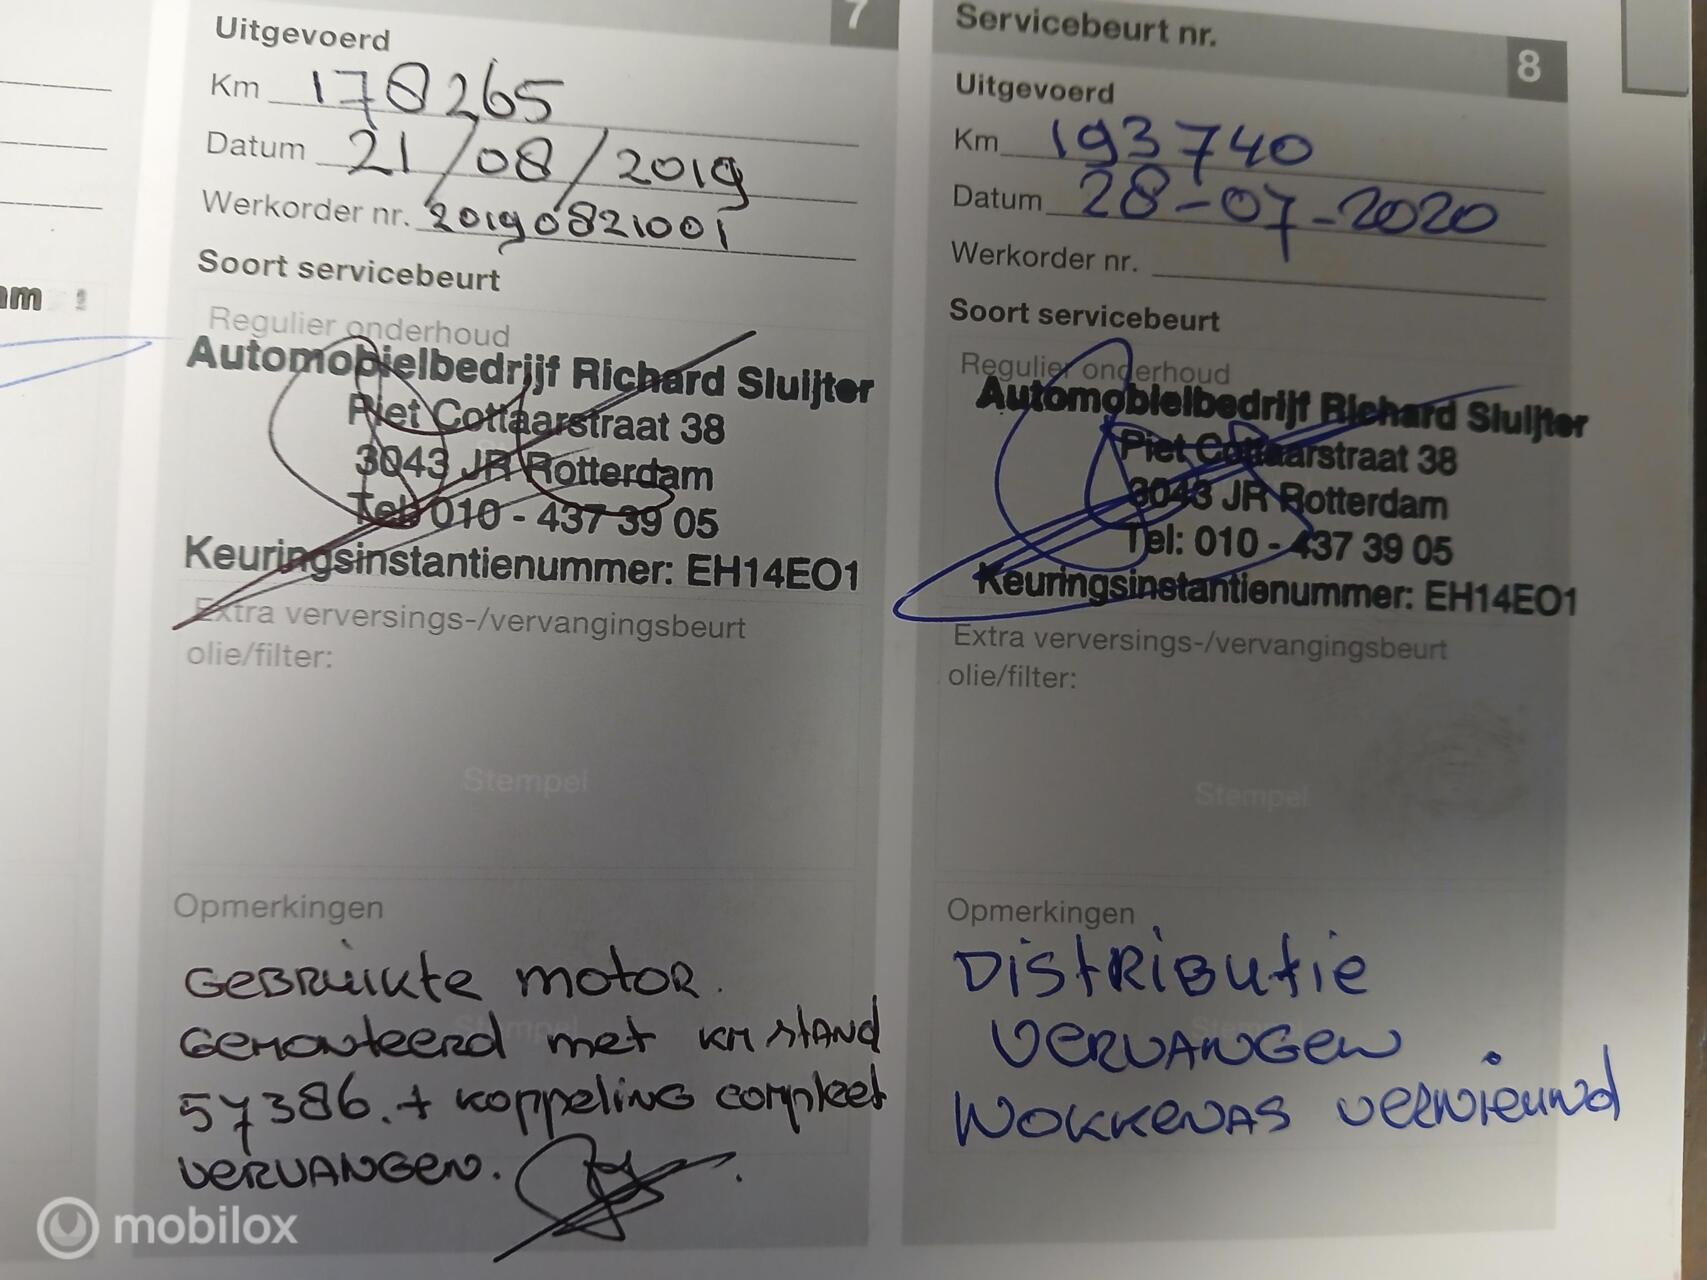 7
Uitgevoerd
Km 178265
Datum 21/08/2019
Werkorder nr. 20190821001
Soort servicebeurt
Regulier onderhoud
Automobielbedrijf Richard Sluijter
Piet Cottaarstraat 38
3043 JR Rotterdam
Tel: 010 - 437 39 05
Keuringsinstantienummer: EH14EO1
Extra verversings-/vervangingsbeurt
olie/filter:
Stempel
Opmerkingen
GEBRUIKTE MOTOR.
GEMONTEERD MET KM STAND
57386. + KOPPELING COMPLEET
VERVANGEN.
Servicebeurt nr.
8
Uitgevoerd
Km 193740
Datum 28-07-2020
Werkorder nr.
Soort servicebeurt
Regulier onderhoud
Automobielbedrijf Richard Sluijter
Piet Cottaarstraat 38
3043 JR Rotterdam
Tel: 010 - 437 39 05
Keuringsinstantienummer: EH14EO1
Extra verversings-/vervangingsbeurt
olie/filter:
Stempel
Opmerkingen
DISTRIBUTIE
VERVANGEN
NOKKENAS VERNIEUWD
mobilox